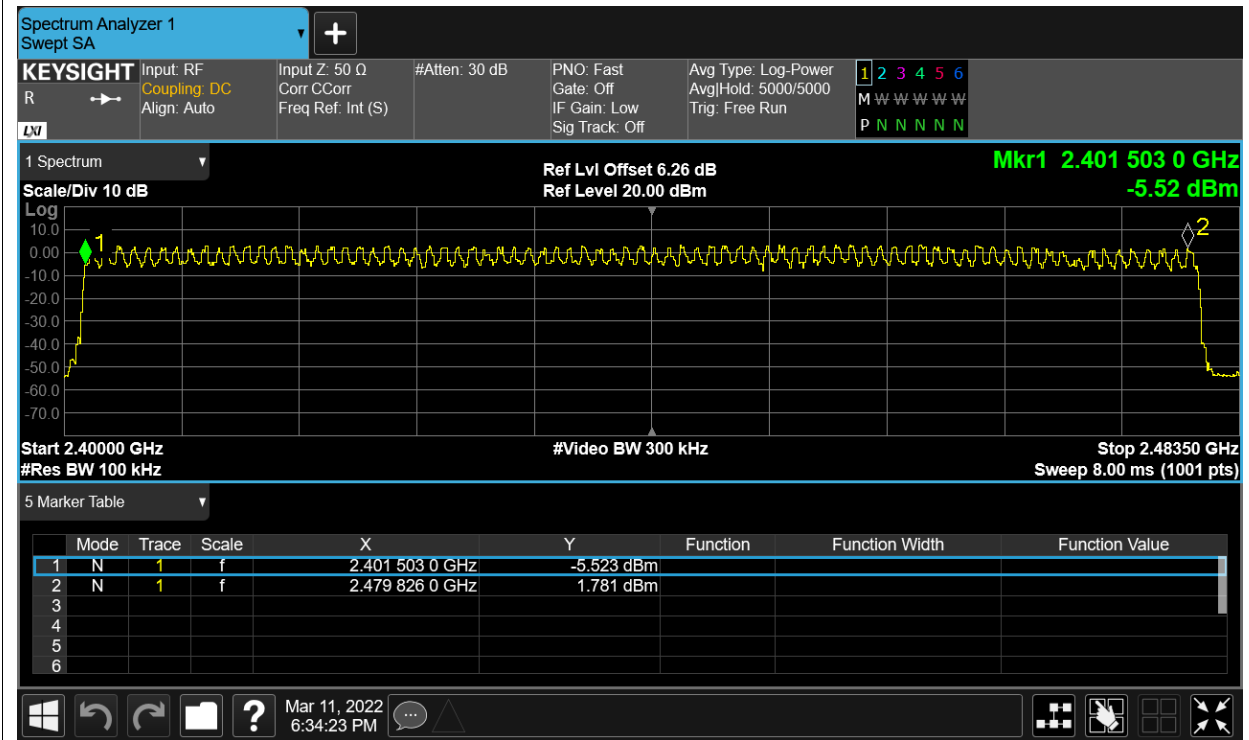 Spectrum Analyzer 1
Swept SA
KEYSIGHT Input: RF Input Z: 50 Ω #Atten: 30 dB PNO: Fast Avg Type: Log-Power 1 2 3 4 5 6
R Coupling: DC Corr CCorr Gate: Off Avg|Hold: 5000/5000 M W W W W W
Align: Auto Freq Ref: Int (S) IF Gain: Low Trig: Free Run
LXI Sig Track: Off P N N N N N
1 Spectrum Ref Lvl Offset 6.26 dB Mkr1 2.401 503 0 GHz
Scale/Div 10 dB Ref Level 20.00 dBm -5.52 dBm
Log
10.0
0.00
-10.0
-20.0
-30.0
-40.0
-50.0
-60.0
-70.0
1
2
Start 2.40000 GHz #Video BW 300 kHz Stop 2.48350 GHz
#Res BW 100 kHz Sweep 8.00 ms (1001 pts)
5 Marker Table
Mode Trace Scale X Y Function Function Width Function Value
1 N 1 f 2.401 503 0 GHz -5.523 dBm
2 N 1 f 2.479 826 0 GHz 1.781 dBm
3
4
5
6
? Mar 11, 2022
6:34:23 PM